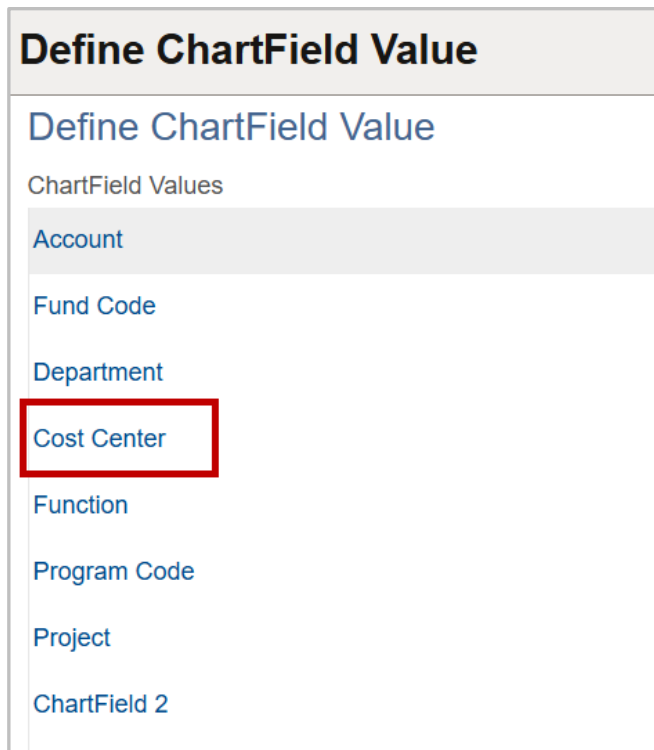 Define ChartField Value
Define ChartField Value
ChartField Values
Account
Fund Code
Department
Cost Center
Function
Program Code
Project
ChartField 2